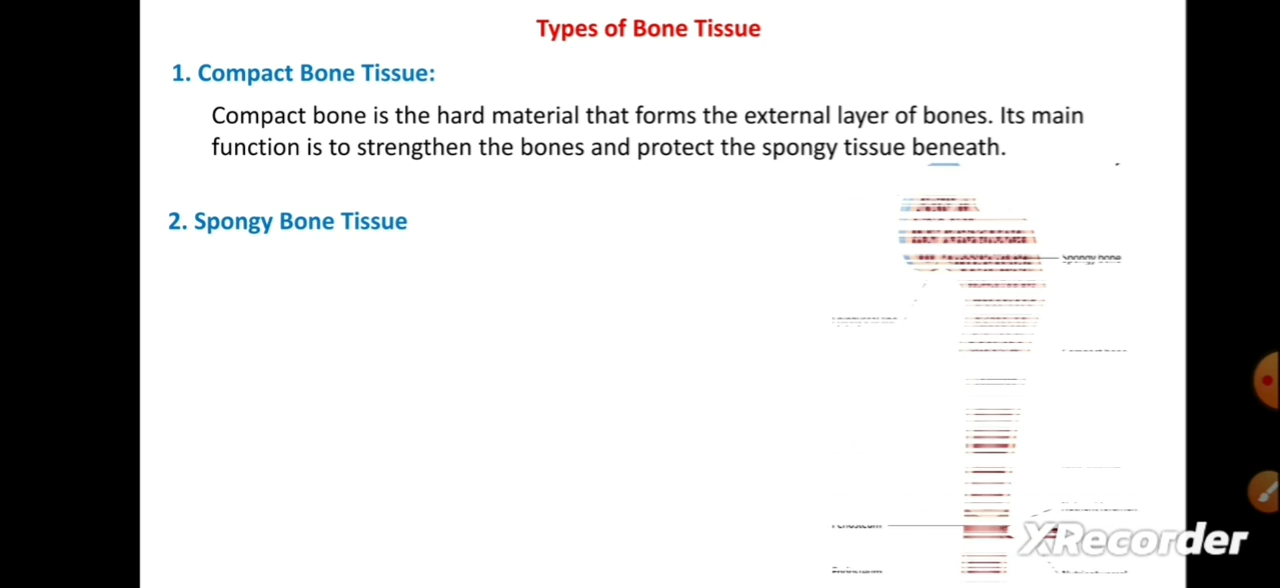 Types of Bone Tissue
1. Compact Bone Tissue:
Compact bone is the hard material that forms the external layer of bones. Its main
function is to strengthen the bones and protect the spongy tissue beneath.
2. Spongy Bone Tissue
Spongy bone
XRecorder